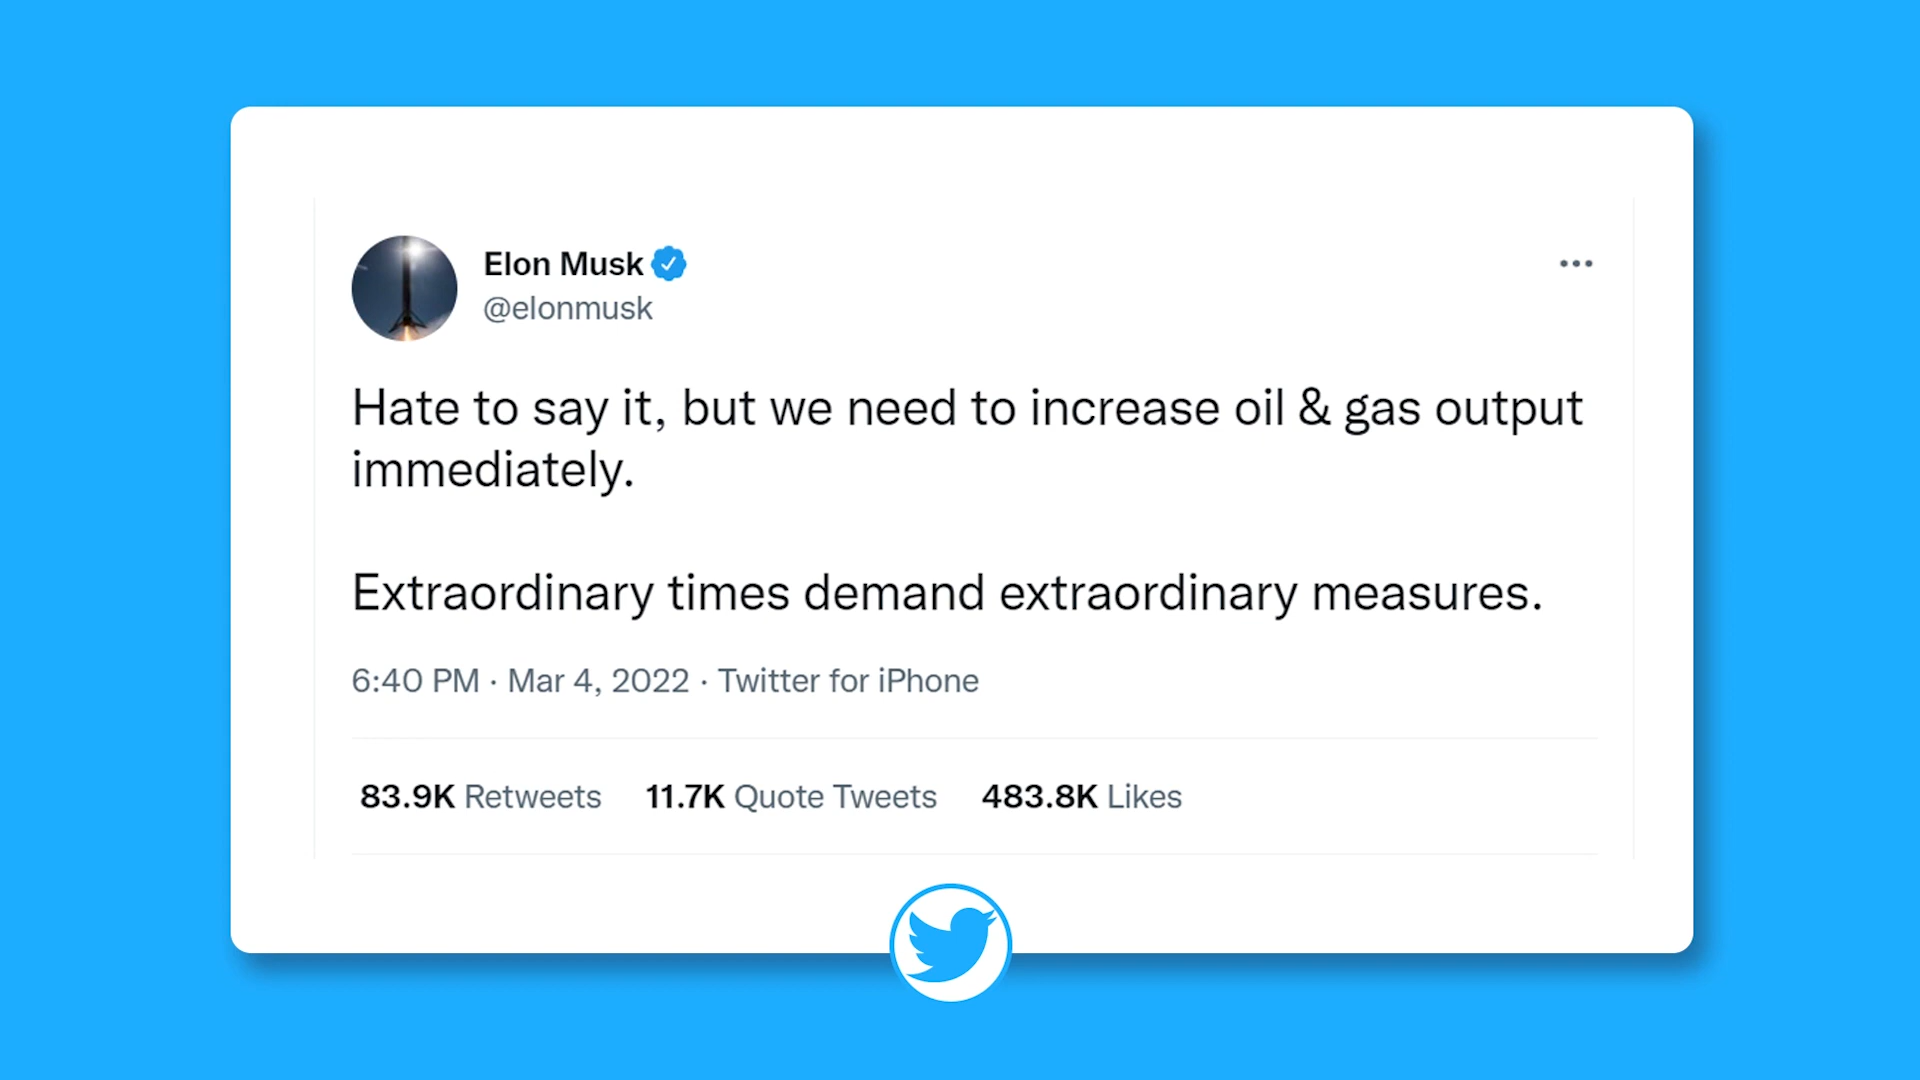 Elon Musk
@elonmusk
Hate to say it, but we need to increase oil & gas output
immediately.
Extraordinary times demand extraordinary measures.
6:40 PM · Mar 4, 2022 · Twitter for iPhone
83.9K Retweets 11.7K Quote Tweets 483.8K Likes